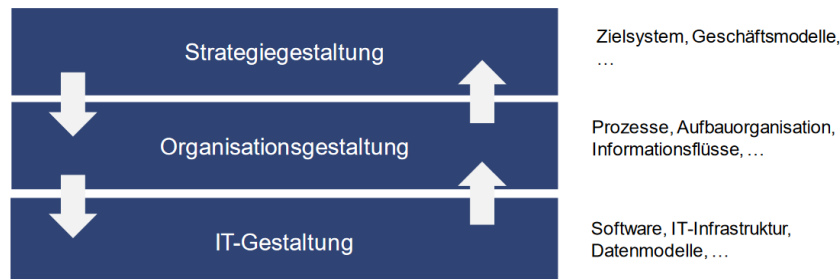 Strategiegestaltung
Zielsystem, Geschäftsmodelle,
…
Organisationsgestaltung
Prozesse, Aufbauorganisation,
Informationsflüsse, …
IT-Gestaltung
Software, IT-Infrastruktur,
Datenmodelle, …